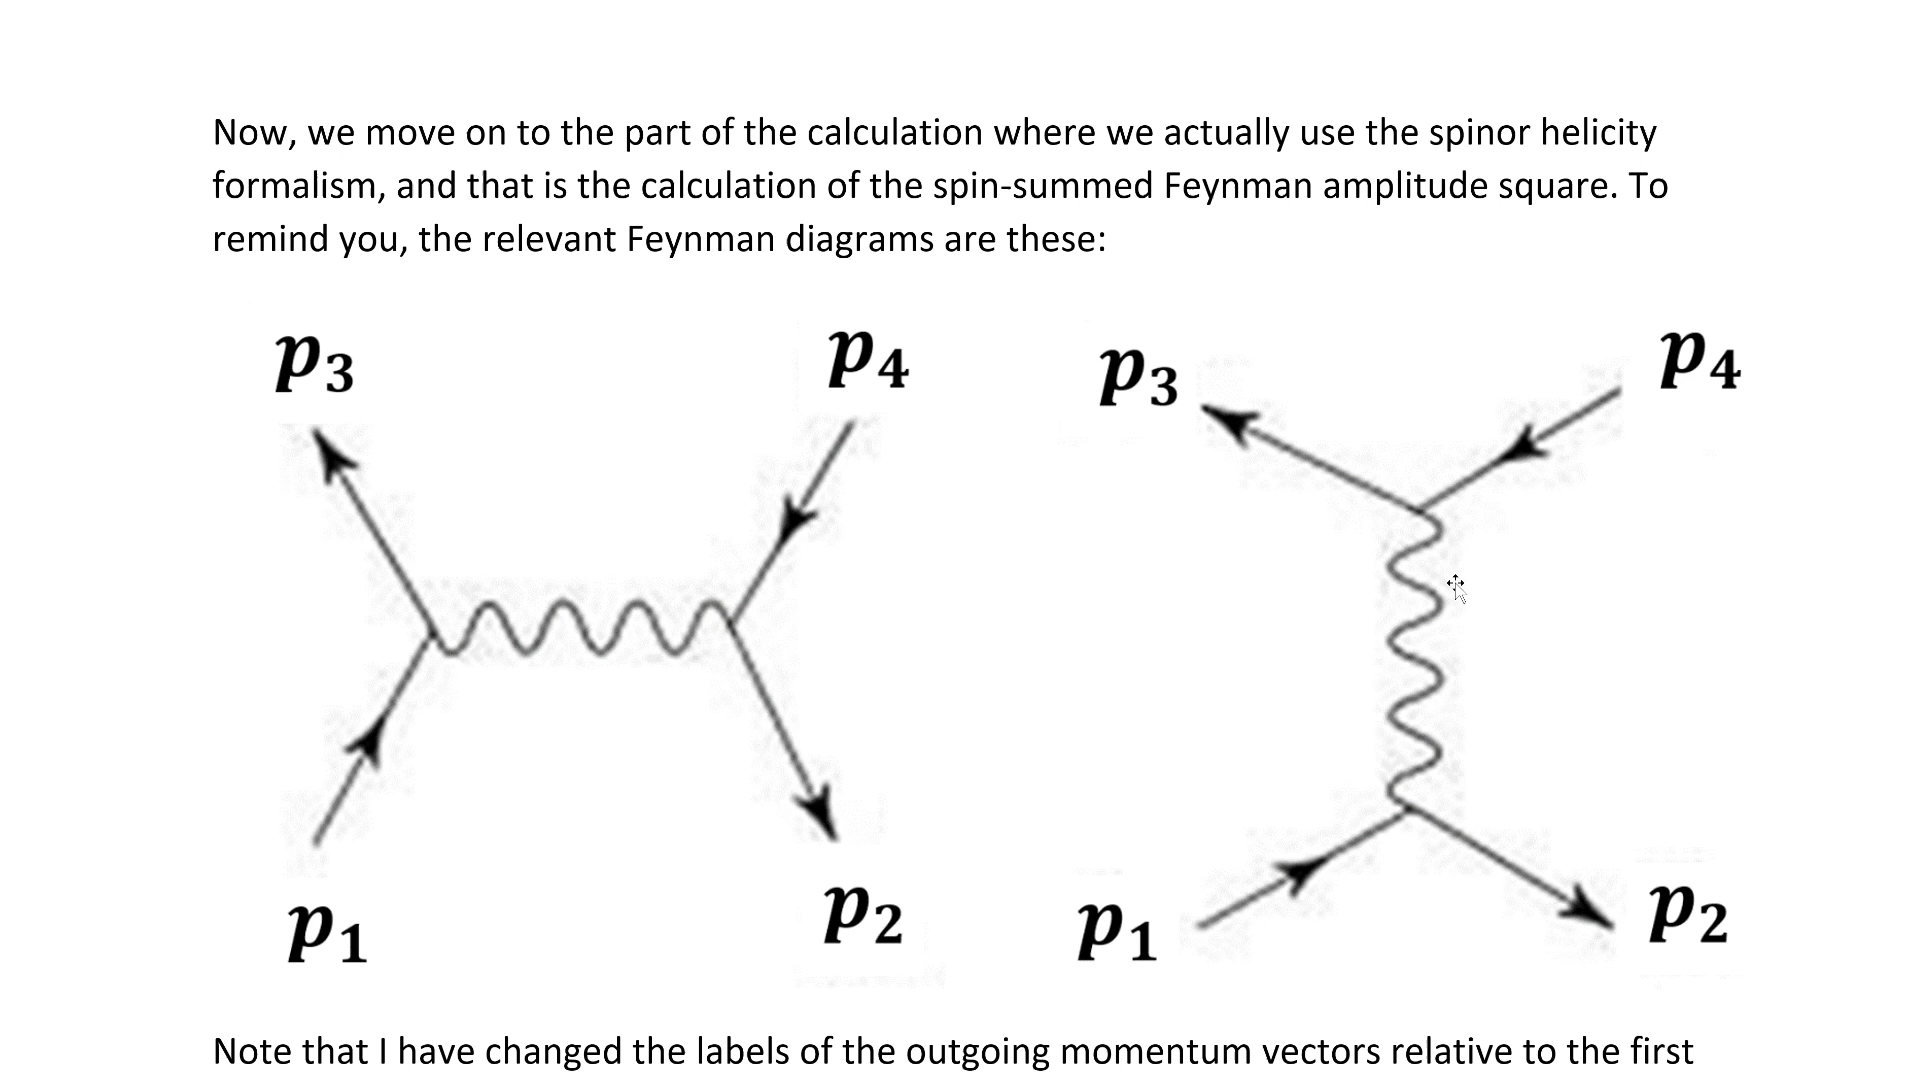 Now, we move on to the part of the calculation where we actually use the spinor helicity
formalism, and that is the calculation of the spin-summed Feynman amplitude square. To
remind you, the relevant Feynman diagrams are these:
p₃ p₄ p₃ p₄
p₁ p₂ p₁ p₂
Note that I have changed the labels of the outgoing momentum vectors relative to the first